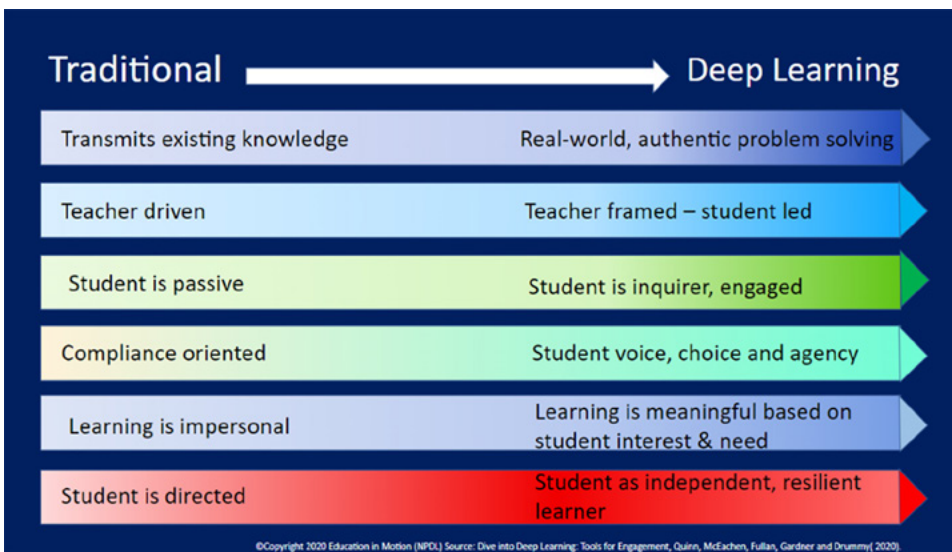 Traditional Deep Learning
Transmits existing knowledge Real-world, authentic problem solving
Teacher driven Teacher framed – student led
Student is passive Student is inquirer, engaged
Compliance oriented Student voice, choice and agency
Learning is impersonal Learning is meaningful based on
student interest & need
Student is directed Student as independent, resilient
learner
©Copyright 2020 Education in Motion (NPDL) Source: Dive into Deep Learning: Tools for Engagement, Quinn, McEachen, Fullan, Gardner and Drummy( 2020).